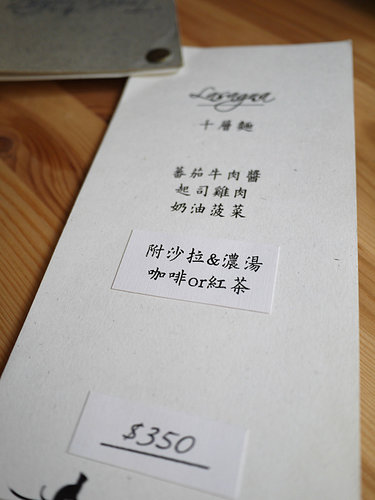 Lasagna
千層麵
蕃茄牛肉醬
起司雞肉
奶油菠菜
附沙拉&濃湯
咖啡or紅茶
$350